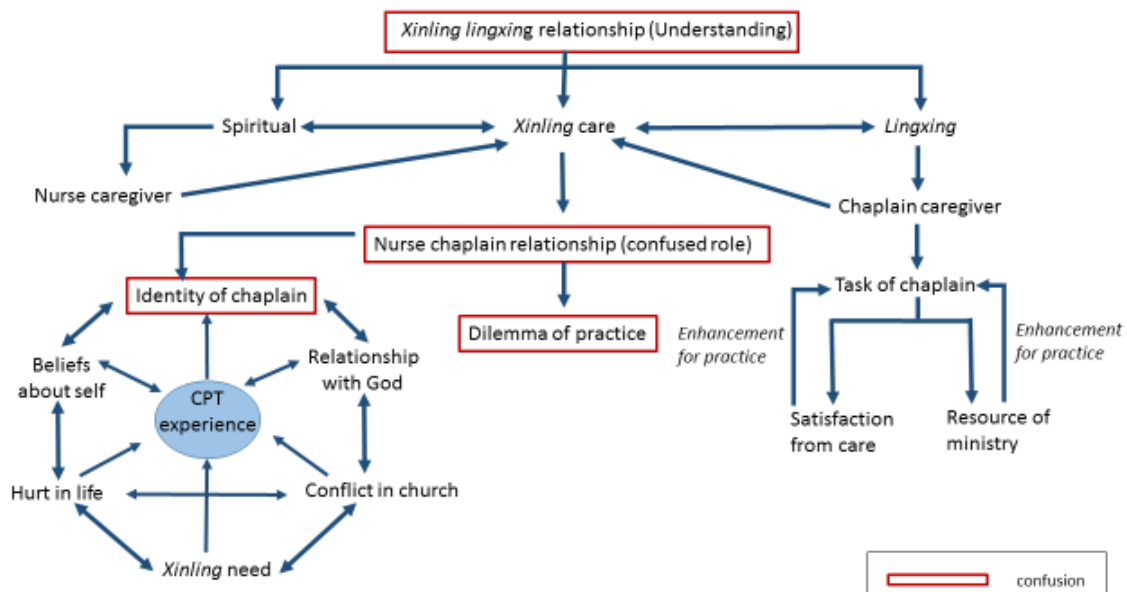 Xinling lingxing relationship (Understanding)
Spiritual
Xinling care
Lingxing
Nurse caregiver
Chaplain caregiver
Nurse chaplain relationship (confused role)
Identity of chaplain
Task of chaplain
Dilemma of practice
Enhancement
for practice
Enhancement
for practice
Beliefs
about self
Relationship
with God
CPT
experience
Satisfaction
from care
Resource of
ministry
Hurt in life
Conflict in church
Xinling need
confusion